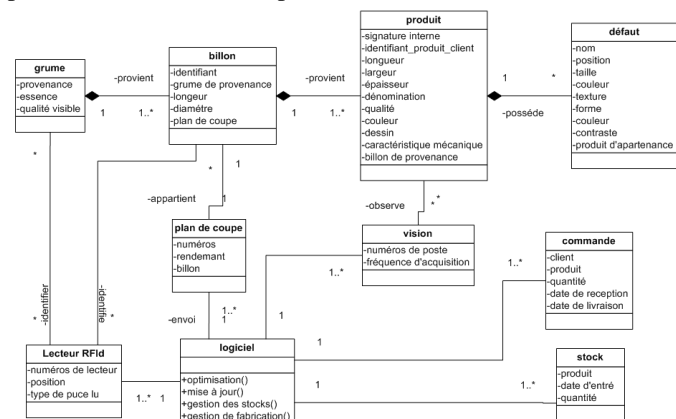 produit
-signature interne
-identifiant_produit_client
-longueur
-largeur
-épaisseur
-dénomination
-qualité
-couleur
-dessin
-caractéristique mécanique
-billon de provenance
défaut
-nom
-position
-taille
-couleur
-texture
-forme
-couleur
-contraste
-produit d'apartenance
billon
-identifiant
-grume de provenance
-longeur
-diamétre
-plan de coupe
grume
-provenance
-essence
-qualité visible
-provient
1
1..*
-provient
1
1..*
1
*
-posséde
*
*
1
-appartient
1
-observe
*
*
plan de coupe
-numéros
-rendemant
-billon
vision
-numéros de poste
-fréquence d'acquisition
commande
-client
-produit
-quantité
-date de reception
-date de livraison
1..*
1..*
-identifier
*
-identifie
*
-envoi
1..*
1
1
1
Lecteur RFId
-numéros de lecteur
-position
-type de puce lu
1..*
1
logiciel
+optimisation()
+mise à jour()
+gestion des stocks()
+gestion de fabrication()
1
1..*
stock
-produit
-date d'entré
-quantité